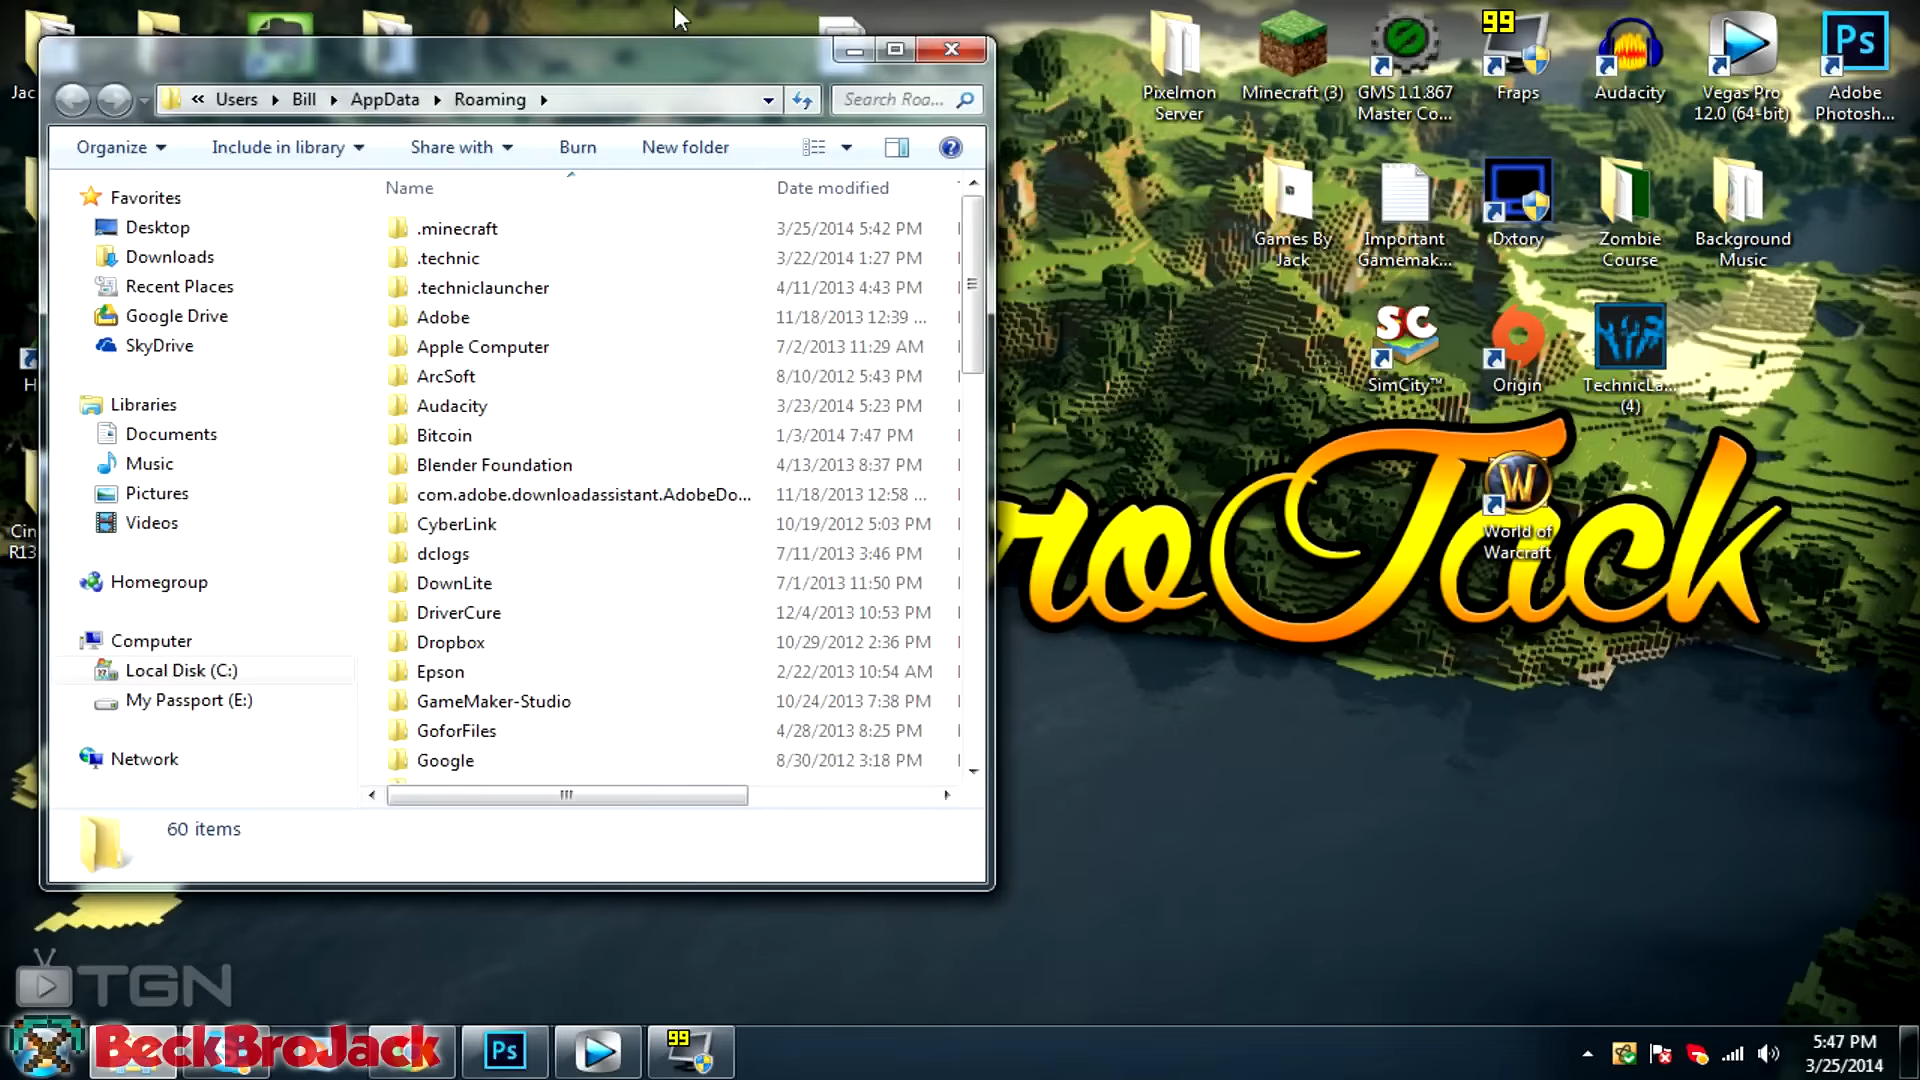 Jac
H
Cin
R13
« Users Bill AppData Roaming
Search Roa...
Organize Include in library Share with Burn New folder
Name Date modified
Favorites
Desktop
Downloads
Recent Places
Google Drive
SkyDrive
Libraries
Documents
Music
Pictures
Videos
Homegroup
Computer
Local Disk (C:)
My Passport (E:)
Network
.minecraft 3/25/2014 5:42 PM
.technic 3/22/2014 1:27 PM
.techniclauncher 4/11/2013 4:43 PM
Adobe 11/18/2013 12:39 ...
Apple Computer 7/2/2013 11:29 AM
ArcSoft 8/10/2012 5:43 PM
Audacity 3/23/2014 5:23 PM
Bitcoin 1/3/2014 7:47 PM
Blender Foundation 4/13/2013 8:37 PM
com.adobe.downloadassistant.AdobeDo... 11/18/2013 12:58 ...
CyberLink 10/19/2012 5:03 PM
dclogs 7/11/2013 3:46 PM
DownLite 7/1/2013 11:50 PM
DriverCure 12/4/2013 10:53 PM
Dropbox 10/29/2012 2:36 PM
Epson 2/22/2013 10:54 AM
GameMaker-Studio 10/24/2013 7:38 PM
GoforFiles 4/28/2013 8:25 PM
Google 8/30/2012 3:18 PM
60 items
Pixelmon
Server
Minecraft (3)
GMS 1.1.867
Master Co...
99
Fraps
Audacity
Vegas Pro
12.0 (64-bit)
Ps
Adobe
Photosh...
Games By
Jack
Important
Gamemak...
Dxtory
Zombie
Course
Background
Music
SC
SimCity™
Origin
TechnicLa...
(4)
W
World of
Warcraft
roJack
TGN
BeckBroJack
Ps
99
5:47 PM
3/25/2014